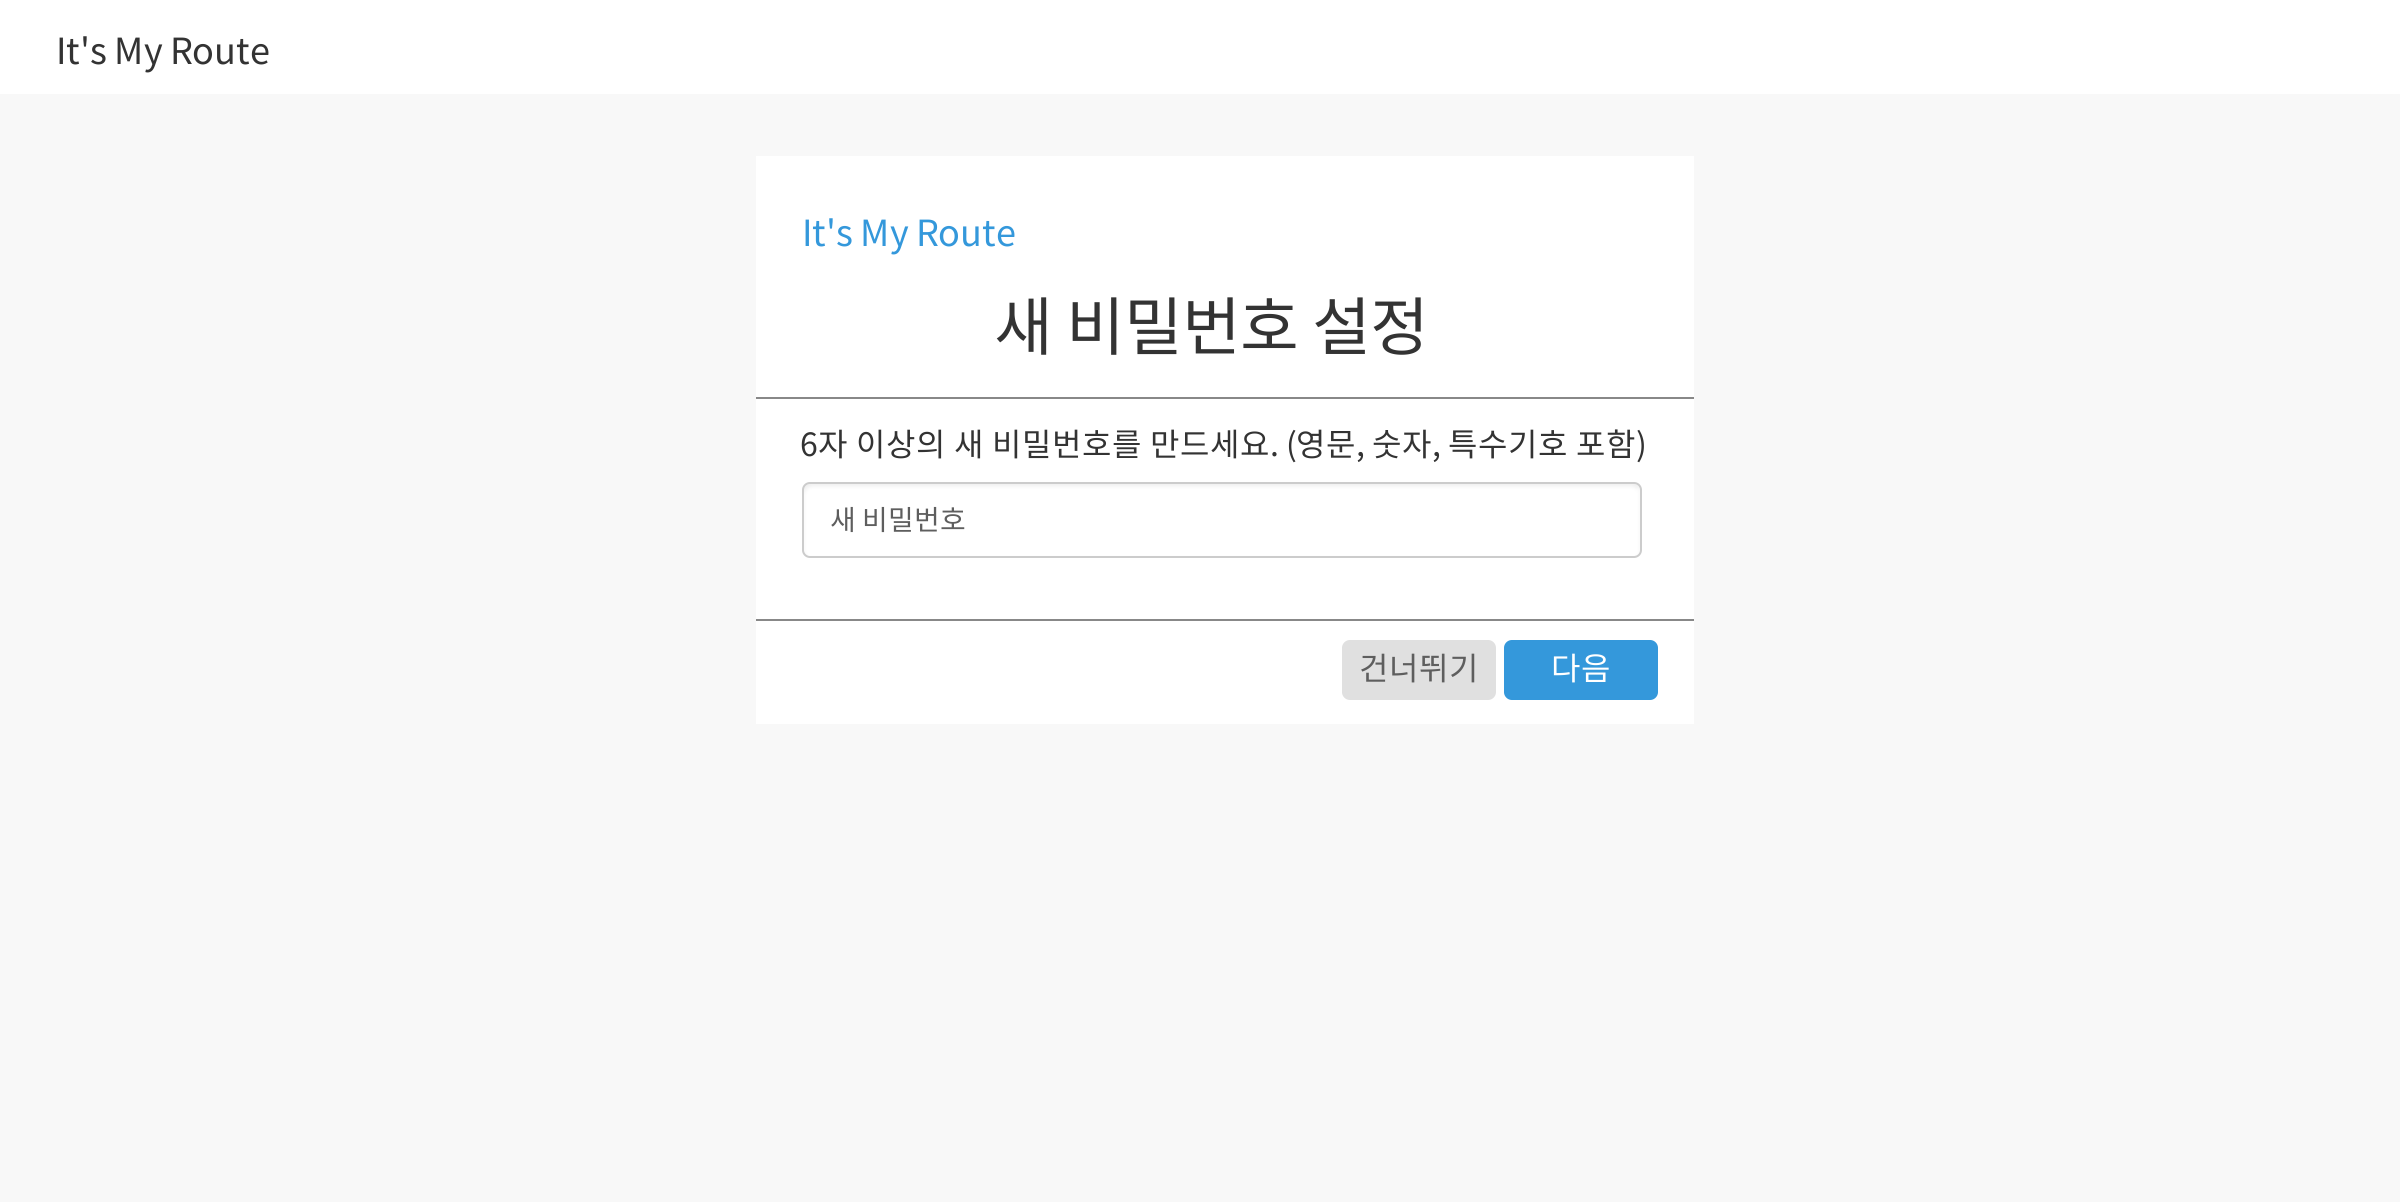 It's My Route
It's My Route
새 비밀번호 설정
6자 이상의 새 비밀번호를 만드세요. (영문, 숫자, 특수기호 포함)
새 비밀번호
건너뛰기 다음